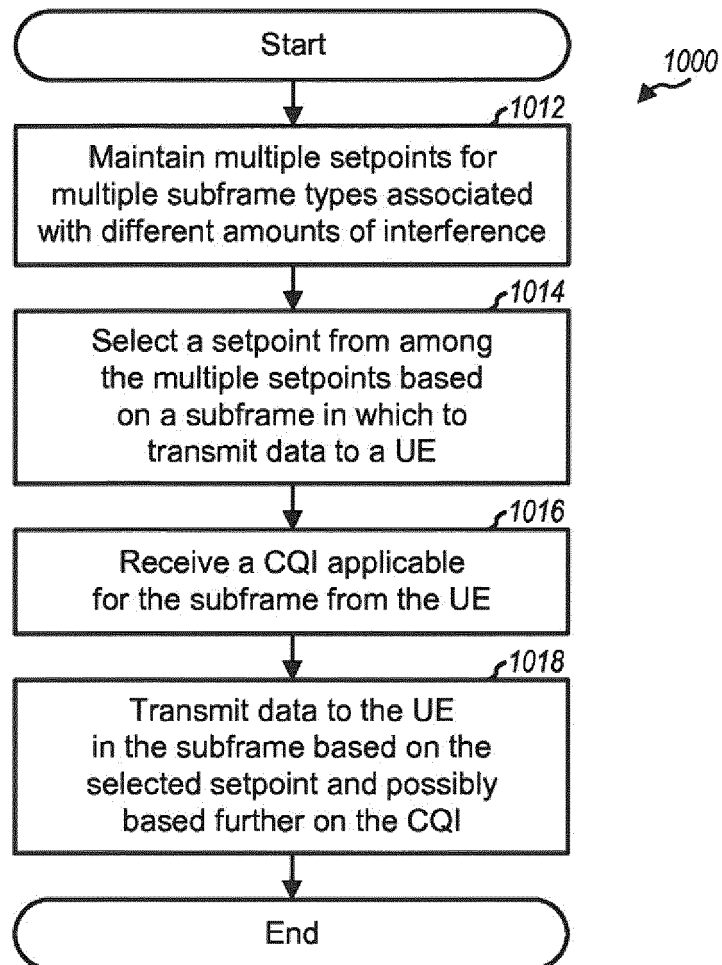 Start
1000
1012
Maintain multiple setpoints for
multiple subframe types associated
with different amounts of interference
1014
Select a setpoint from among
the multiple setpoints based
on a subframe in which to
transmit data to a UE
1016
Receive a CQI applicable
for the subframe from the UE
1018
Transmit data to the UE
in the subframe based on the
selected setpoint and possibly
based further on the CQI
End